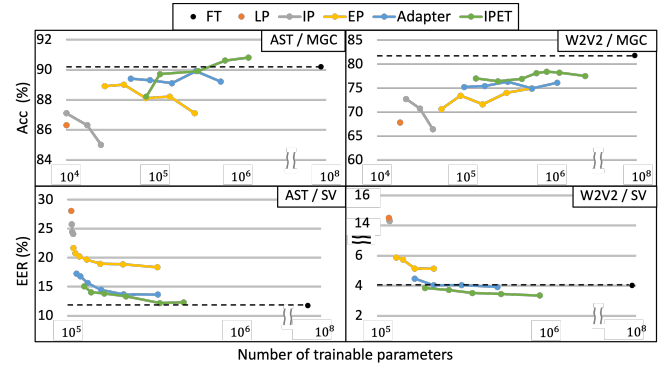 FT LP IP EP Adapter IPET
AST / MGC
W2V2 / MGC
Acc (%)
92
90
88
86
84
85
80
75
70
65
60
10⁴ 10⁵ 10⁶ 10⁸
10⁴ 10⁵ 10⁶ 10⁸
AST / SV
W2V2 / SV
EER (%)
30
25
20
15
10
16
14
6
4
2
10⁵ 10⁶ 10⁸
10⁵ 10⁶ 10⁸
Number of trainable parameters